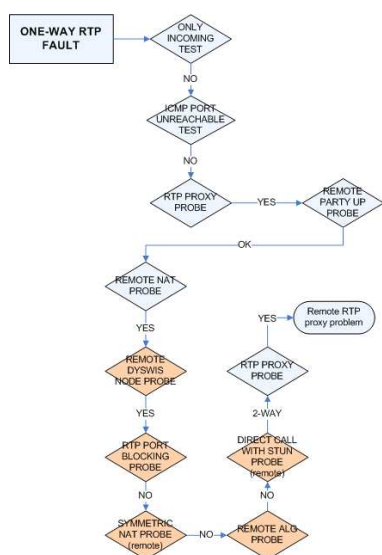 ONE-WAY RTP
FAULT
ONLY
INCOMING
TEST
NO
ICMP PORT
UNREACHABLE
TEST
NO
RTP PROXY
PROBE
YES
REMOTE
PARTY UP
PROBE
OK
REMOTE NAT
PROBE
YES
REMOTE
DYSWIS
NODE PROBE
YES
RTP PORT
BLOCKING
PROBE
NO
SYMMETRIC
NAT PROBE
(remote)
NO
REMOTE ALG
PROBE
NO
DIRECT CALL
WITH STUN
PROBE
(remote)
2-WAY
RTP PROXY
PROBE
YES
Remote RTP
proxy problem